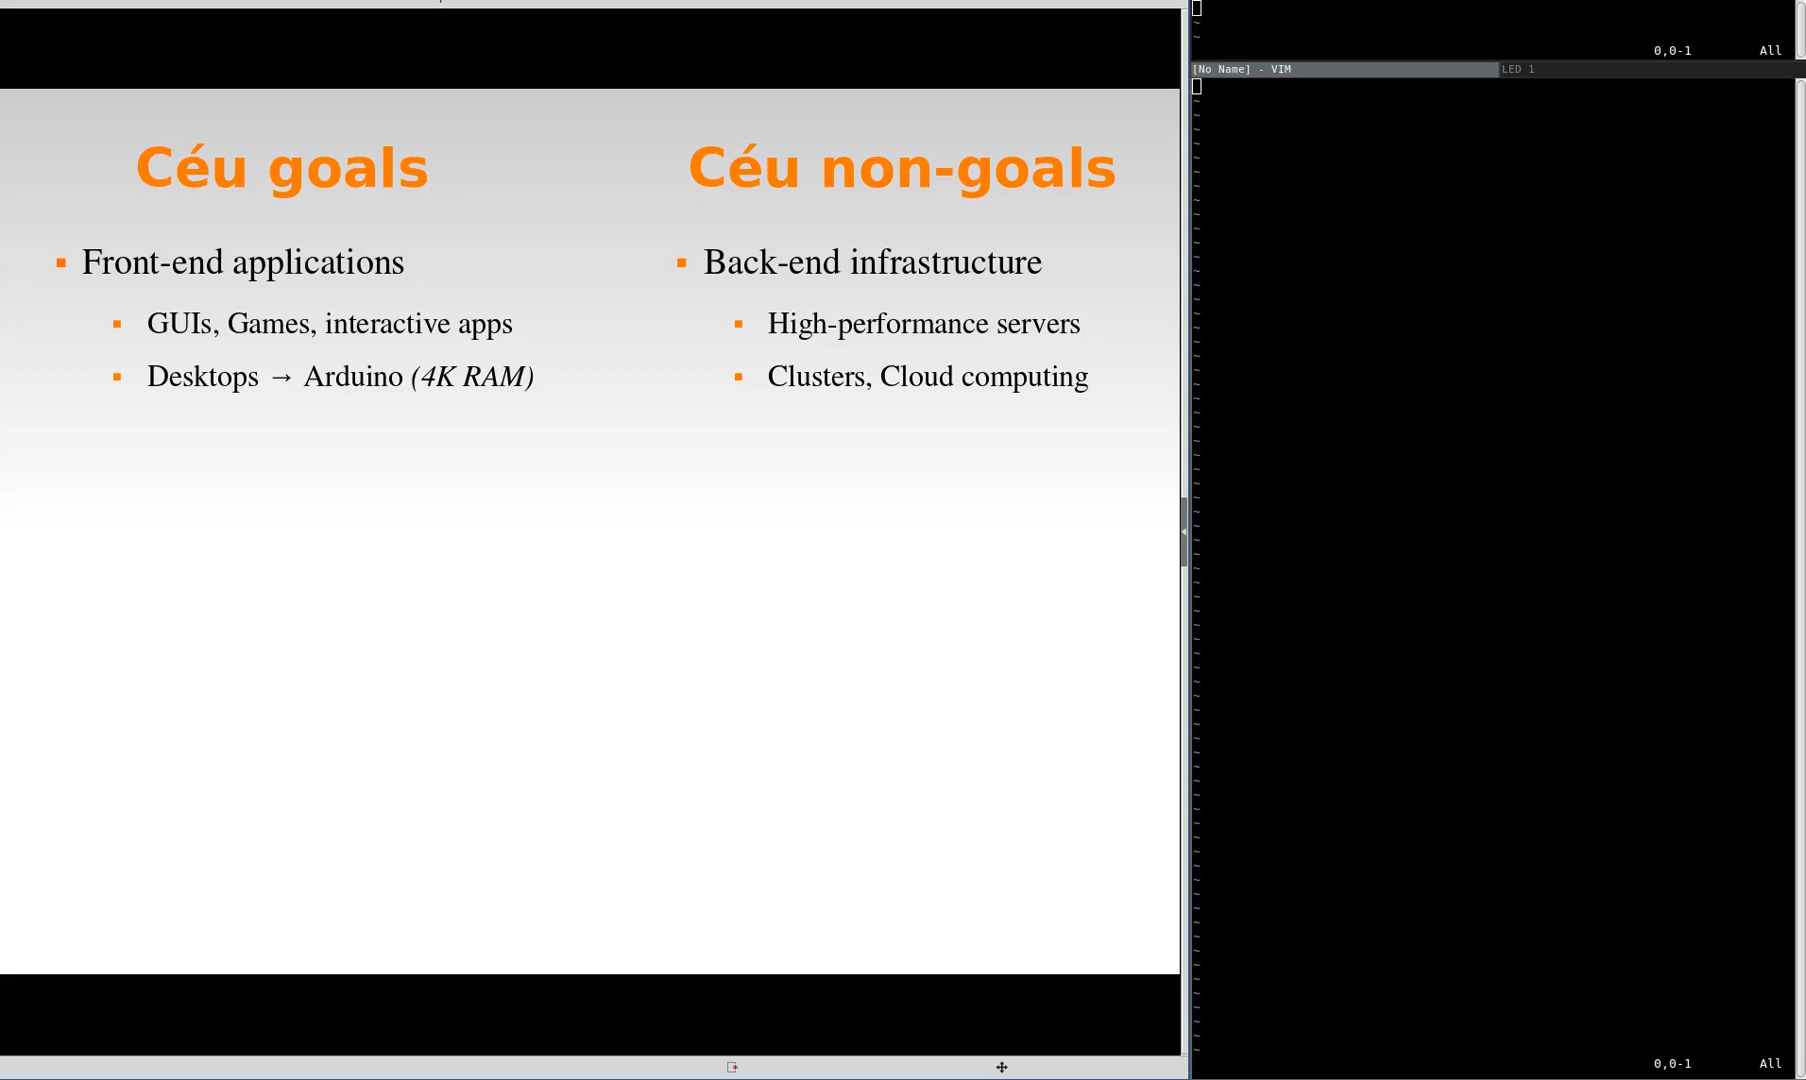 Céu goals
Front-end applications
GUIs, Games, interactive apps
Desktops → Arduino (4K RAM)
Céu non-goals
Back-end infrastructure
High-performance servers
Clusters, Cloud computing
~
~
0,0-1 All
[No Name] - VIM LED 1
0,0-1 All